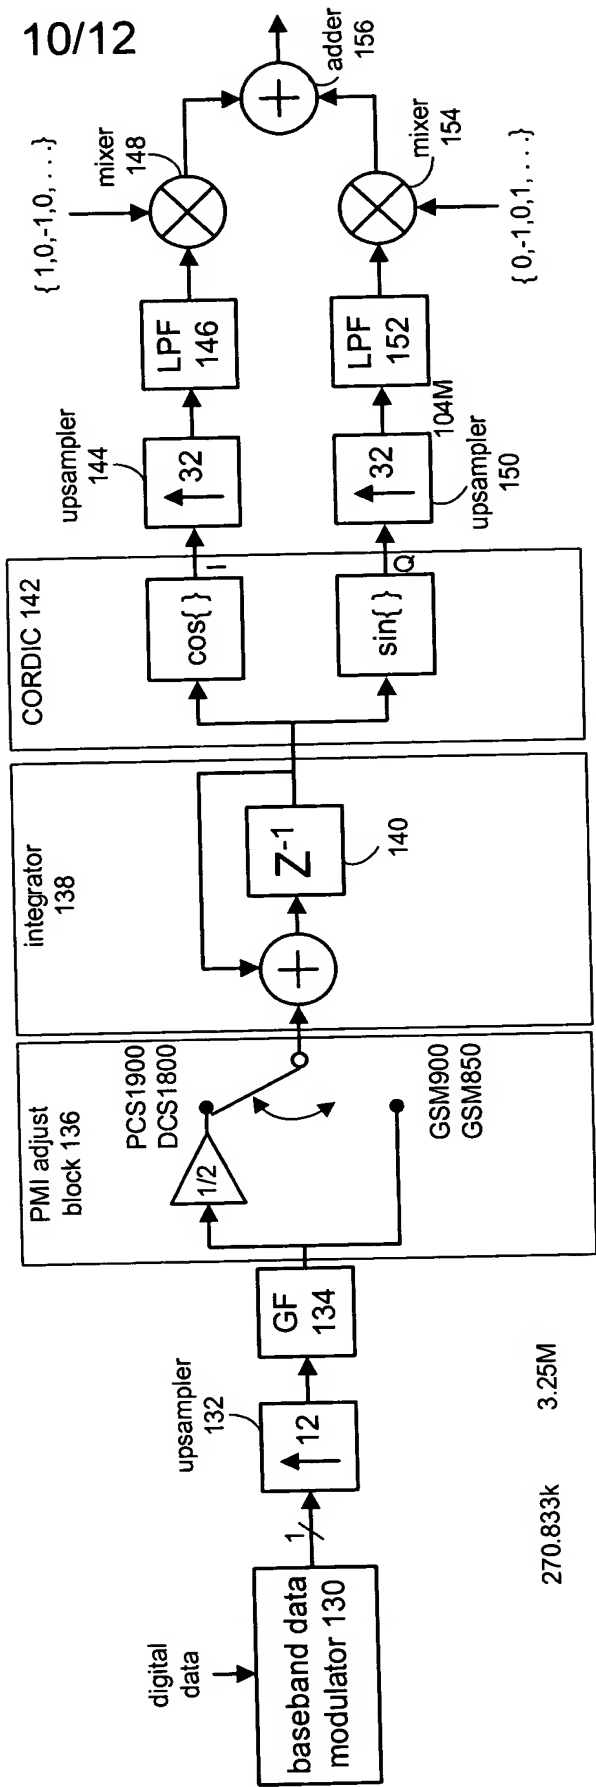 10/12
digital
data
baseband data
modulator 130
1
270.833k
upsampler
132
12
3.25M
GF
134
PMI adjust
block 136
1/2
PCS1900
DCS1800
GSM900
GSM850
integrator
138
Z-1
140
CORDIC 142
cos{ }
I
sin{ }
Q
upsampler
144
32
32
104M
upsampler
150
LPF
146
LPF
152
{ 1,0,-1,0, . . .}
mixer
148
mixer
154
{ 0,-1,0,1, . . .}
adder
156